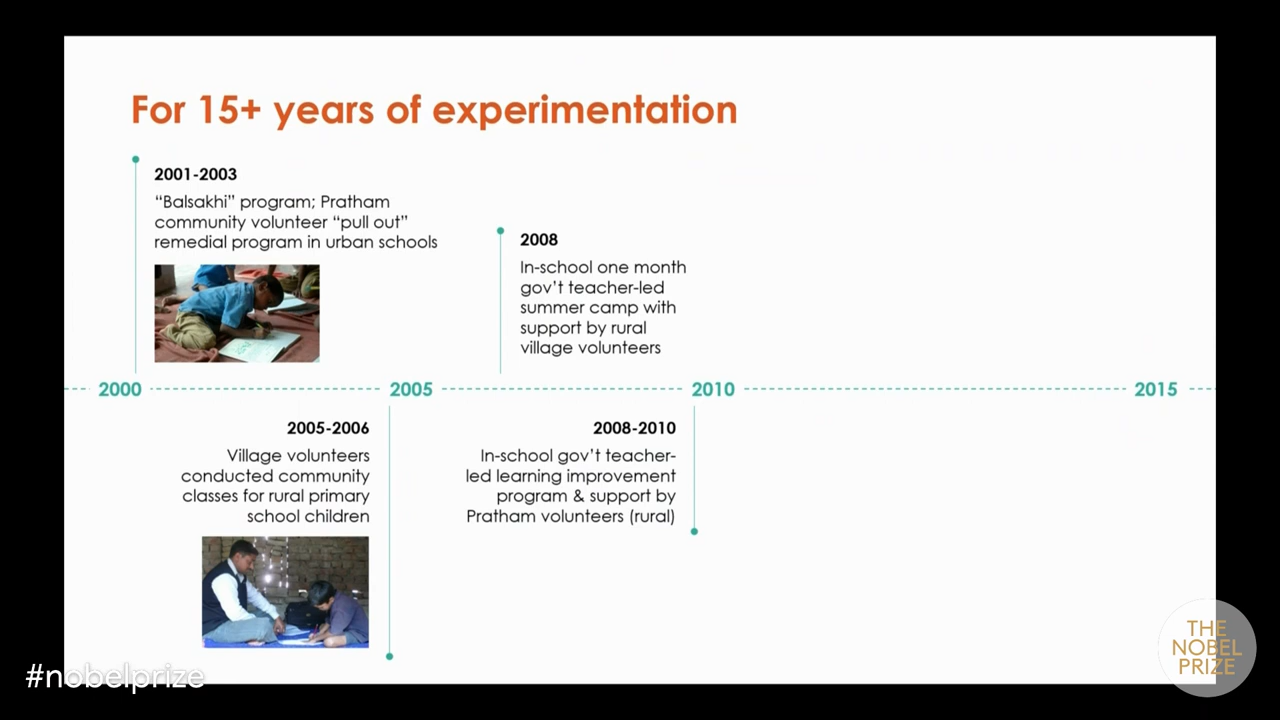 For 15+ years of experimentation
2001-2003
“Balsakhi” program; Pratham
community volunteer “pull out”
remedial program in urban schools
2008
In-school one month
gov’t teacher-led
summer camp with
support by rural
village volunteers
2000
2005
2010
2015
2005-2006
Village volunteers
conducted community
classes for rural primary
school children
2008-2010
In-school gov’t teacher-
led learning improvement
program & support by
Pratham volunteers (rural)
#nobelprize
THE
NOBEL
PRIZE